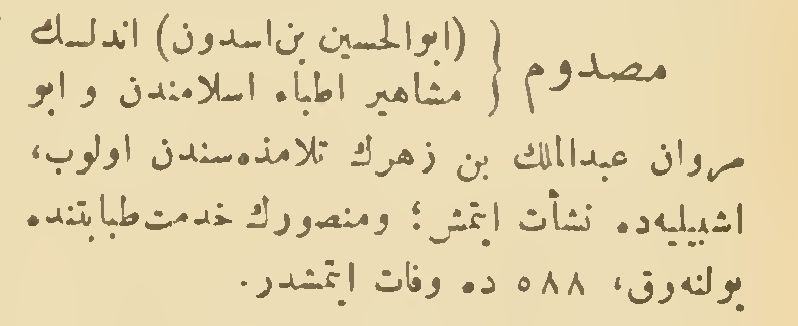 مصدوم { (ابوالحسین بن‌اسدون) اندلسك
مشاهیر اطباء اسلامندن و ابو
مروان عبدالملك بن زهرك تلامذه‌سندن اولوب،
اشبیلیه‌ده نشأت ایتمش؛ ومنصورك خدمت‌طبابتنده
بولنه‌رق، ٥٨٨ ده وفات ایتمشدر.